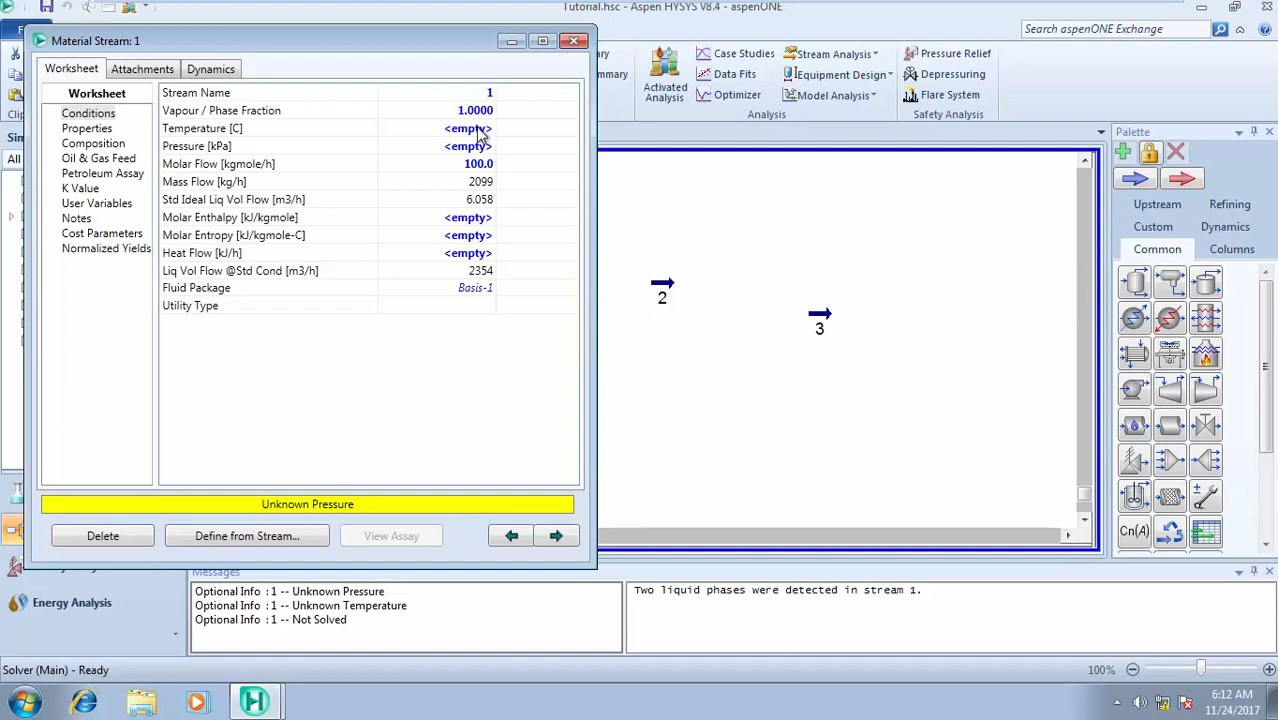 Tutorial.hsc - Aspen HYSYS V8.4 - aspenONE
Search aspenONE Exchange
Material Stream: 1
Worksheet Attachments Dynamics
Worksheet
Conditions
Properties
Composition
Oil & Gas Feed
Petroleum Assay
K Value
User Variables
Notes
Cost Parameters
Normalized Yields
Stream Name 1
Vapour / Phase Fraction 1.0000
Temperature [C] <empty>
Pressure [kPa] <empty>
Molar Flow [kgmole/h] 100.0
Mass Flow [kg/h] 2099
Std Ideal Liq Vol Flow [m3/h] 6.058
Molar Enthalpy [kJ/kgmole] <empty>
Molar Entropy [kJ/kgmole-C] <empty>
Heat Flow [kJ/h] <empty>
Liq Vol Flow @Std Cond [m3/h] 2354
Fluid Package Basis-1
Utility Type
Unknown Pressure
Delete Define from Stream... View Assay
Activated
Analysis
Case Studies
Data Fits
Optimizer
Stream Analysis
Equipment Design
Model Analysis
Analysis
Pressure Relief
Depressuring
Flare System
Safety Analysis
All
2
3
Palette
Upstream Refining
Custom Dynamics
Common Columns
Cn(A)
Energy Analysis
Messages
Optional Info : 1 -- Unknown Pressure
Optional Info : 1 -- Unknown Temperature
Optional Info : 1 -- Not Solved
Two liquid phases were detected in stream 1.
Solver (Main) - Ready
100%
6:12 AM
11/24/2017